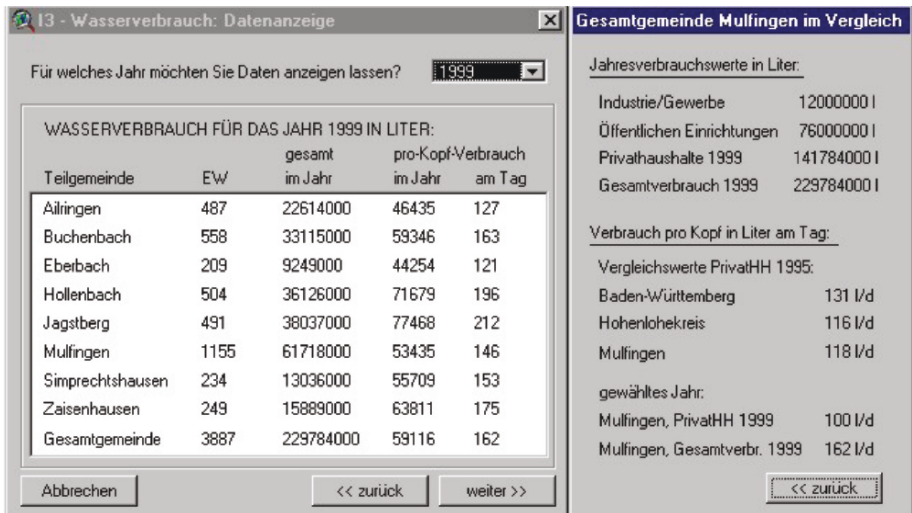 I3 - Wasserverbrauch: Datenanzeige
Für welches Jahr möchten Sie Daten anzeigen lassen? 1999
WASSERVERBRAUCH FÜR DAS JAHR 1999 IN LITER:
gesamt pro-Kopf-Verbrauch
Teilgemeinde EW im Jahr im Jahr am Tag
Ailringen 487 22614000 46435 127
Buchenbach 558 33115000 59346 163
Eberbach 209 9249000 44254 121
Hollenbach 504 36126000 71679 196
Jagstberg 491 38037000 77468 212
Mulfingen 1155 61718000 53435 146
Simprechtshausen 234 13036000 55709 153
Zaisenhausen 249 15889000 63811 175
Gesamtgemeinde 3887 229784000 59116 162
Abbrechen << zurück weiter >>
Gesamtgemeinde Mulfingen im Vergleich
Jahresverbrauchswerte in Liter:
Industrie/Gewerbe 12000000 l
Öffentlichen Einrichtungen 76000000 l
Privathaushalte 1999 141784000 l
Gesamtverbrauch 1999 229784000 l
Verbrauch pro Kopf in Liter am Tag:
Vergleichswerte PrivatHH 1995:
Baden-Württemberg 131 l/d
Hohenlohekreis 116 l/d
Mulfingen 118 l/d
gewähltes Jahr:
Mulfingen, PrivatHH 1999 100 l/d
Mulfingen, Gesamtverbr. 1999 162 l/d
<< zurück